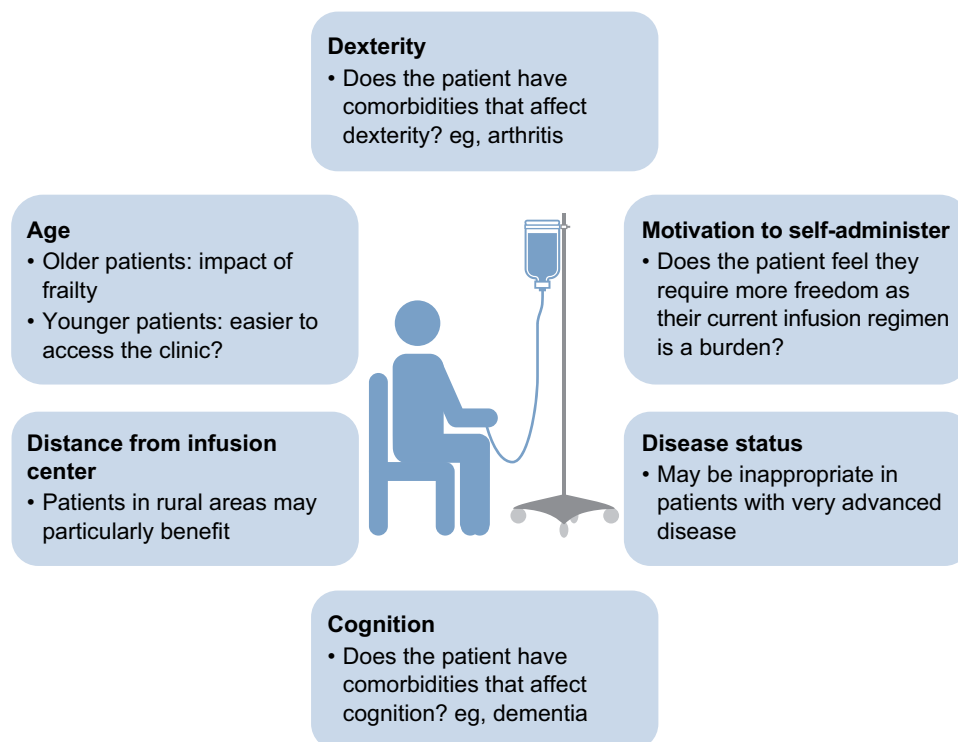 Dexterity
• Does the patient have
comorbidities that affect
dexterity? eg, arthritis
Age
• Older patients: impact of
frailty
• Younger patients: easier to
access the clinic?
Motivation to self-administer
• Does the patient feel they
require more freedom as
their current infusion regimen
is a burden?
Distance from infusion
center
• Patients in rural areas may
particularly benefit
Disease status
• May be inappropriate in
patients with very advanced
disease
Cognition
• Does the patient have
comorbidities that affect
cognition? eg, dementia